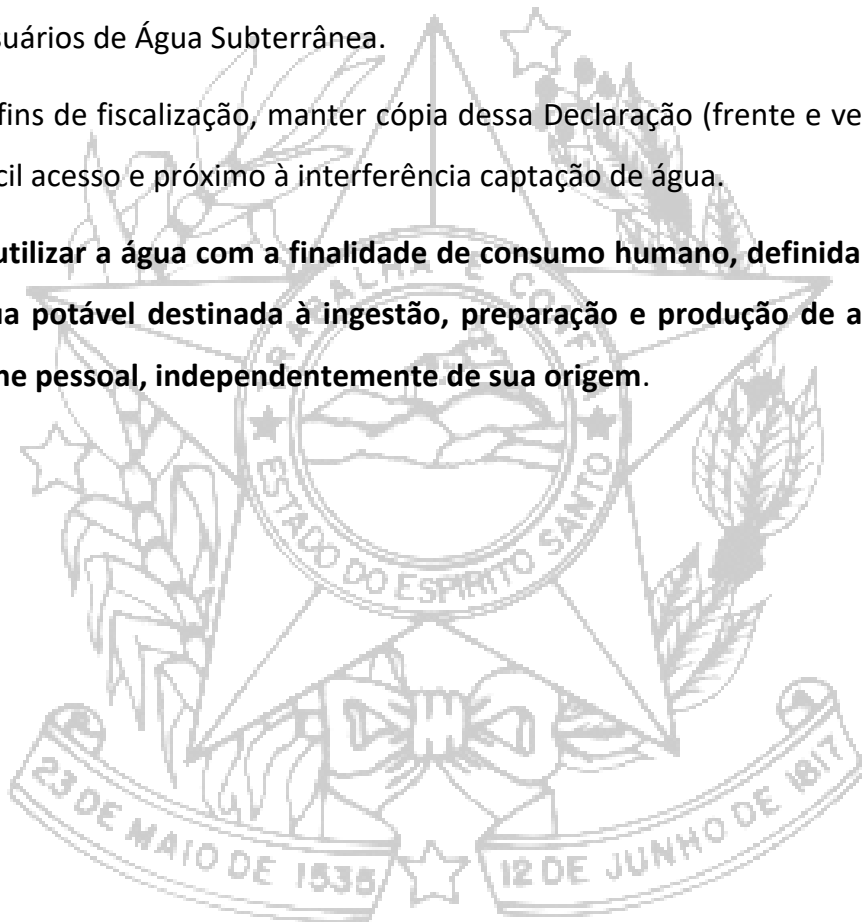 suários de Água Subterrânea.
fins de fiscalização, manter cópia dessa Declaração (frente e ve
cil acesso e próximo à interferência captação de água.
utilizar a água com a finalidade de consumo humano, definida
ua potável destinada à ingestão, preparação e produção de a
ne pessoal, independentemente de sua origem.
TRABALHA E CONFI
ESTADO DO ESPIRITO SANTO
23 DE MAIO DE 1535
12 DE JUNHO DE 1817